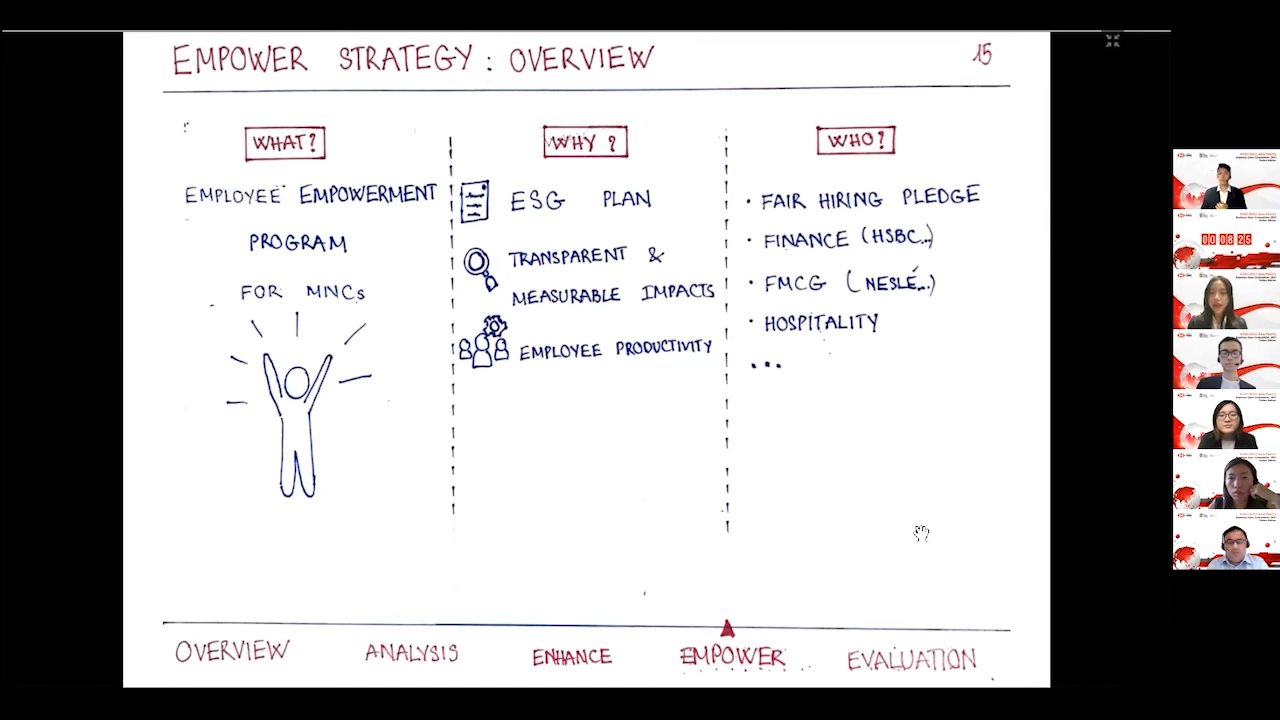 EMPOWER STRATEGY : OVERVIEW
15
WHAT?
EMPLOYEE EMPOWERMENT
PROGRAM
FOR MNCs
WHY ?
ESG PLAN
TRANSPARENT &
MEASURABLE IMPACTS
EMPLOYEE PRODUCTIVITY
WHO?
• FAIR HIRING PLEDGE
• FINANCE (HSBC...)
• FMCG (NESLÉ...)
• HOSPITALITY
...
OVERVIEW ANALYSIS ENHANCE EMPOWER EVALUATION
00 08 25